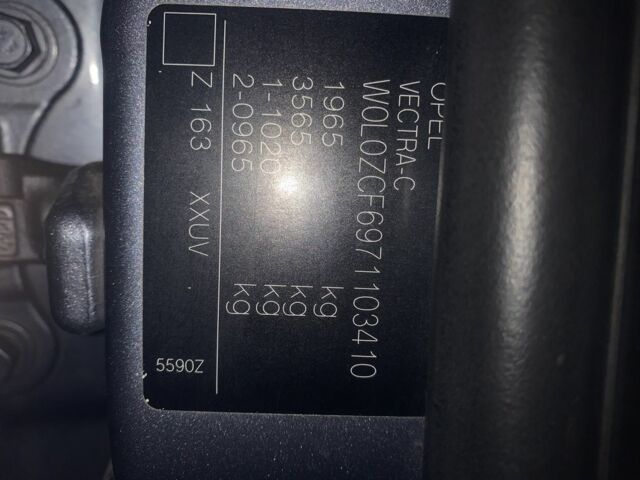 OPEL
VECTRA-C
W0L0ZCF6971103410
1965 kg
3565 kg
1-1020 kg
2-0965 kg
Z 163 XXUV
5590Z